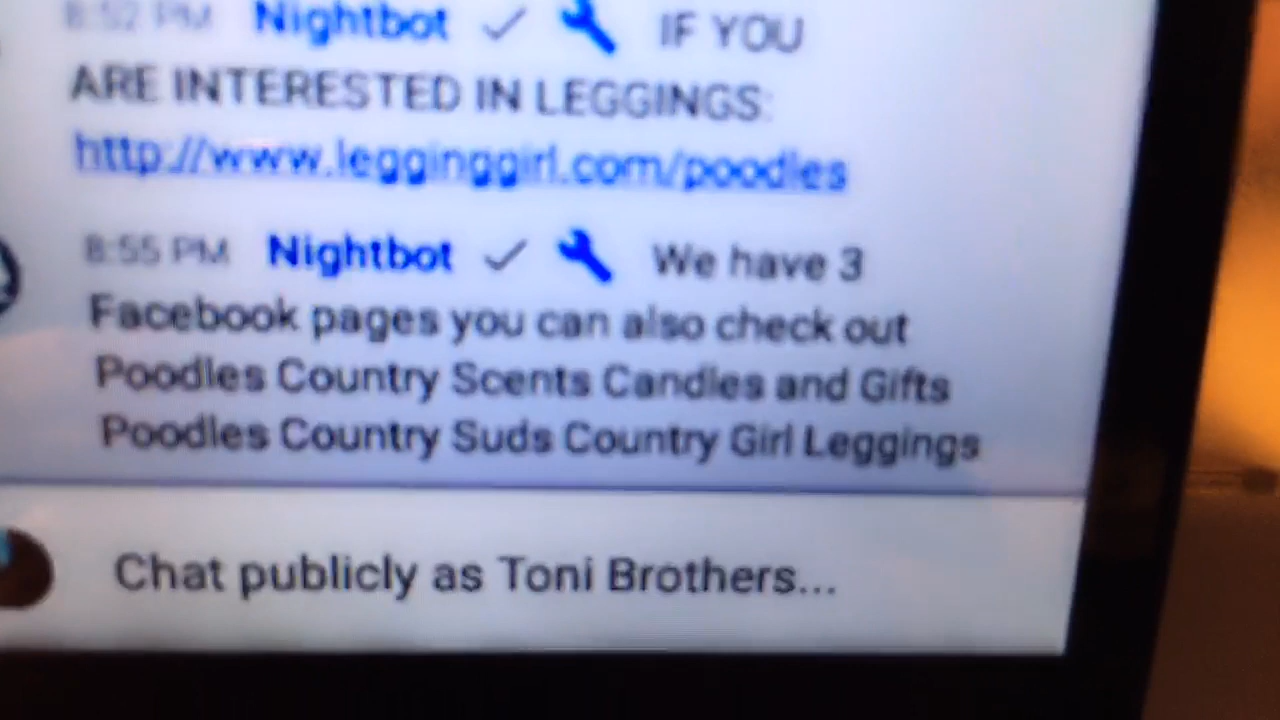 8:52 PM Nightbot IF YOU
ARE INTERESTED IN LEGGINGS:
http://www.legginggirl.com/poodles
8:55 PM Nightbot We have 3
Facebook pages you can also check out
Poodles Country Scents Candles and Gifts
Poodles Country Suds Country Girl Leggings
Chat publicly as Toni Brothers...